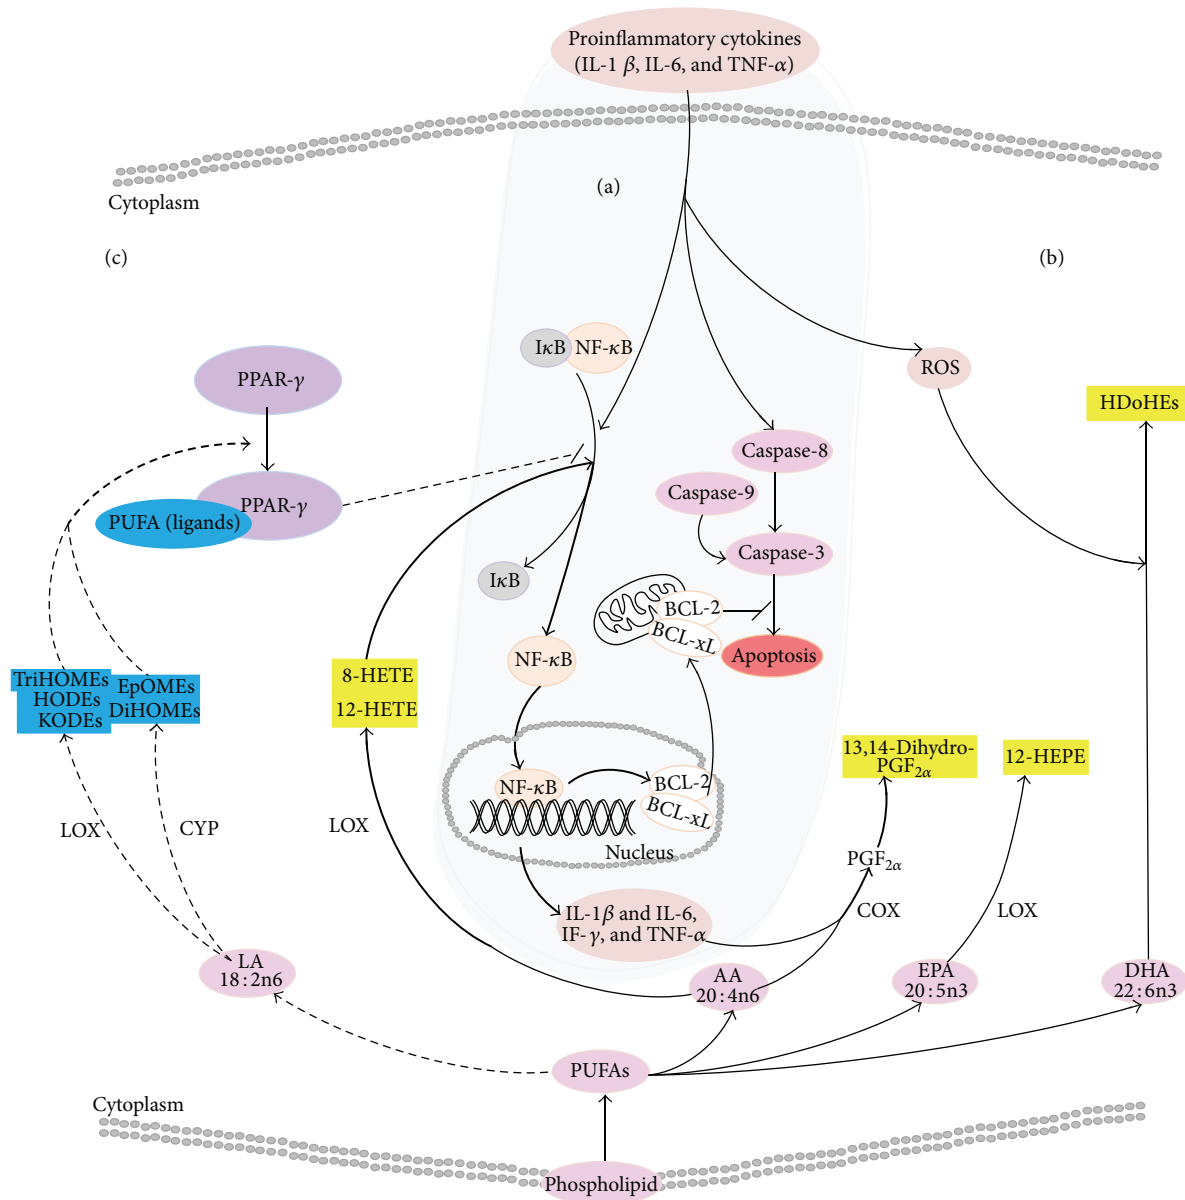 Proinflammatory cytokines
(IL-1 β, IL-6, and TNF-α)
(a)
Cytoplasm
(c)
(b)
IκB
NF-κB
ROS
PPAR-γ
HDoHEs
Caspase-8
Caspase-9
PPAR-γ
PUFA (ligands)
Caspase-3
IκB
BCL-2
BCL-xL
NF-κB
Apoptosis
TriHOMEs
HODEs
KODEs
EpOMEs
DiHOMEs
8-HETE
12-HETE
13,14-Dihydro-
PGF2α
12-HEPE
NF-κB
BCL-2
BCL-xL
LOX
CYP
LOX
Nucleus
PGF2α
IL-1β and IL-6,
IF-γ, and TNF-α
COX
LOX
LA
18:2n6
AA
20:4n6
EPA
20:5n3
DHA
22:6n3
PUFAs
Cytoplasm
Phospholipid